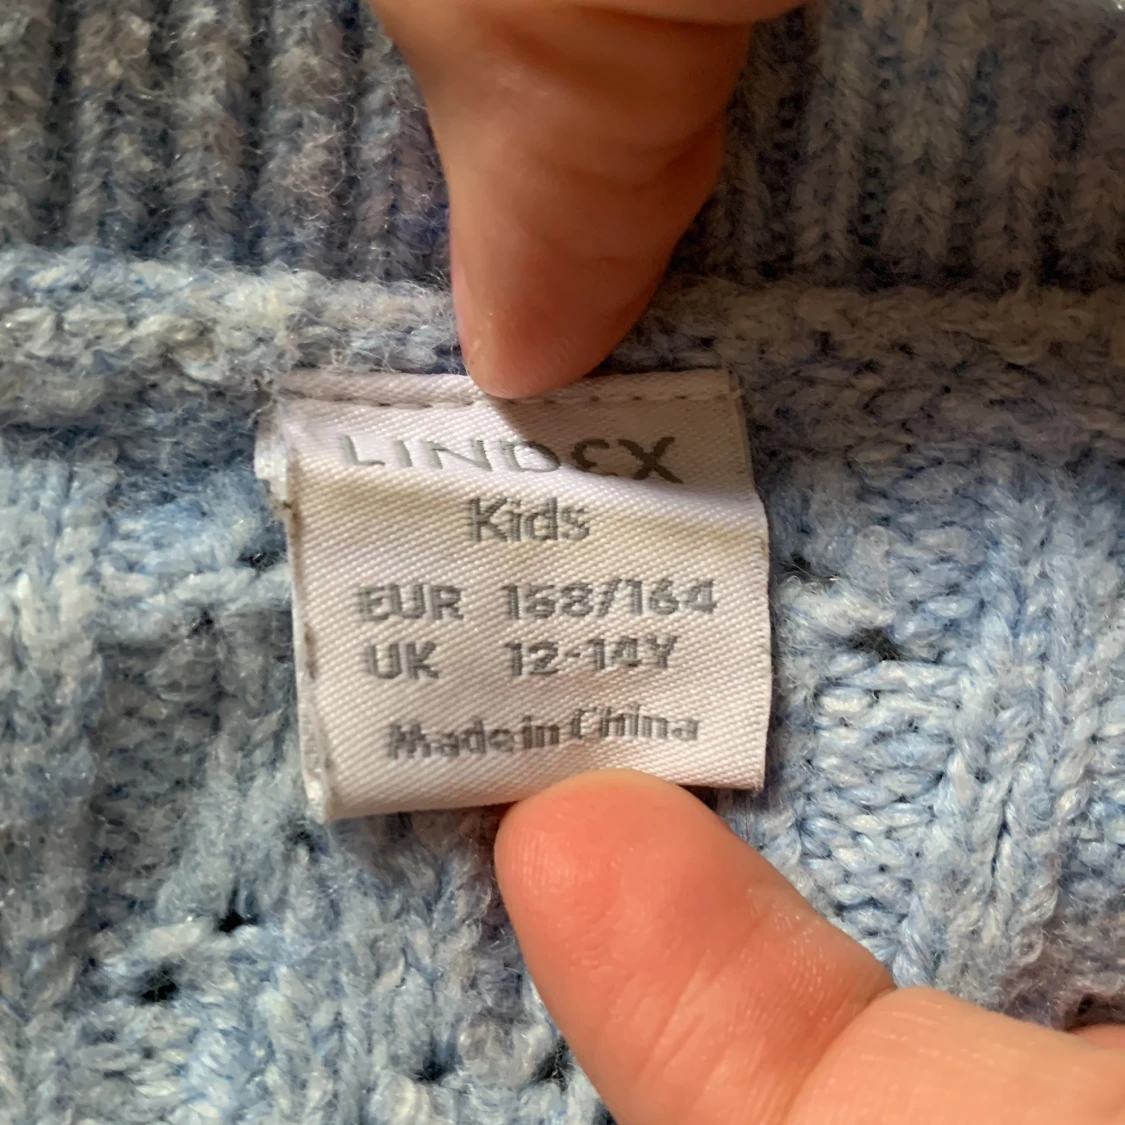 LINDEX
Kids
EUR 158/164
UK 12-14Y
Made in China